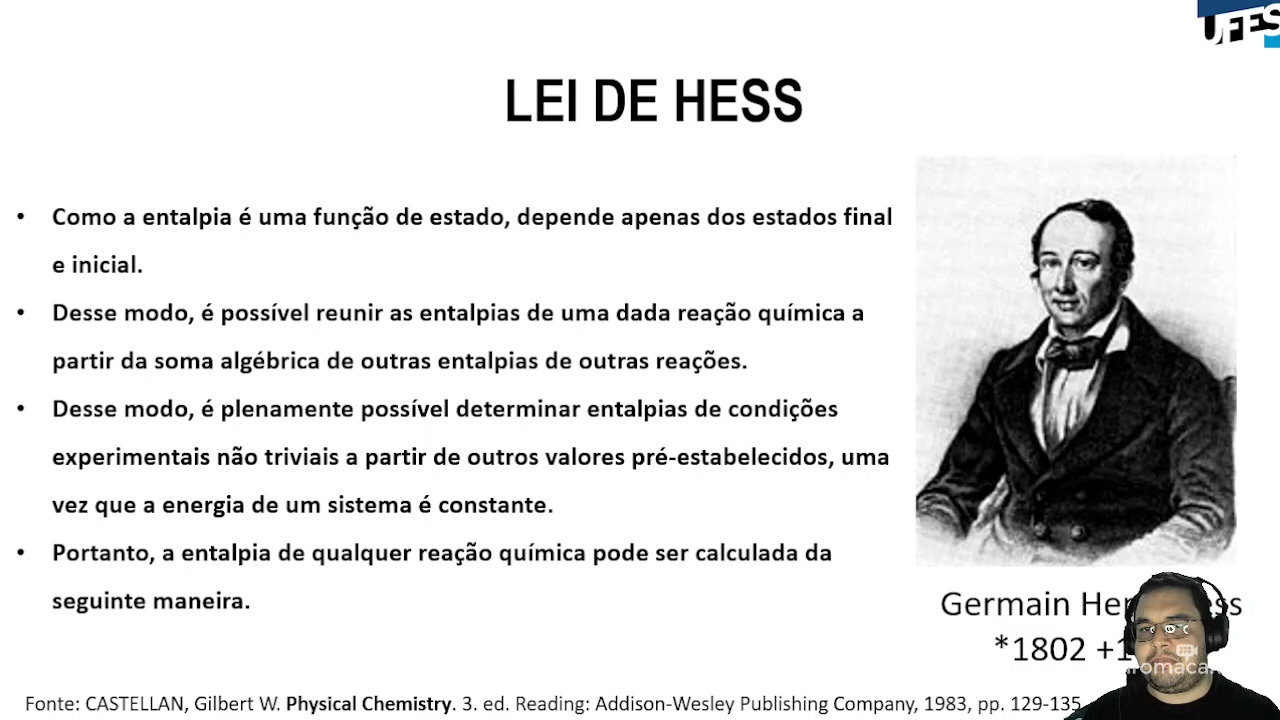 UFES
LEI DE HESS
• Como a entalpia é uma função de estado, depende apenas dos estados final
e inicial.
• Desse modo, é possível reunir as entalpias de uma dada reação química a
partir da soma algébrica de outras entalpias de outras reações.
• Desse modo, é plenamente possível determinar entalpias de condições
experimentais não triviais a partir de outros valores pré-estabelecidos, uma
vez que a energia de um sistema é constante.
• Portanto, a entalpia de qualquer reação química pode ser calculada da
seguinte maneira.
Germain
*1802
Fonte: CASTELLAN, Gilbert W. Physical Chemistry. 3. ed. Reading: Addison-Wesley Publishing Company, 1983, pp. 129-135